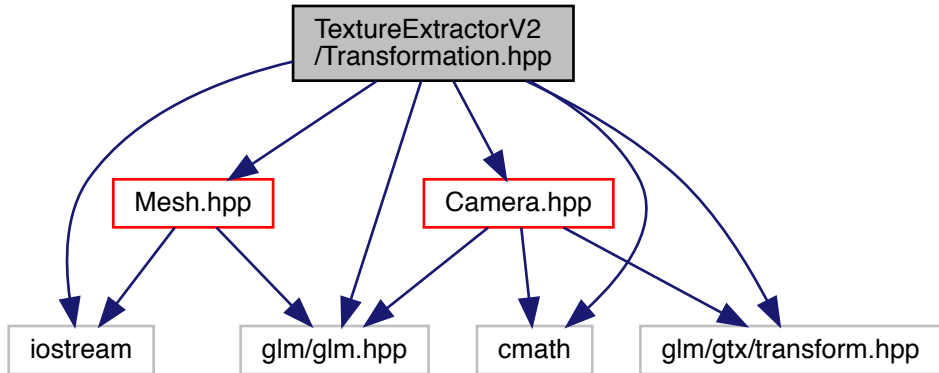 TextureExtractorV2
/Transformation.hpp
Mesh.hpp
Camera.hpp
iostream
glm/glm.hpp
cmath
glm/gtx/transform.hpp